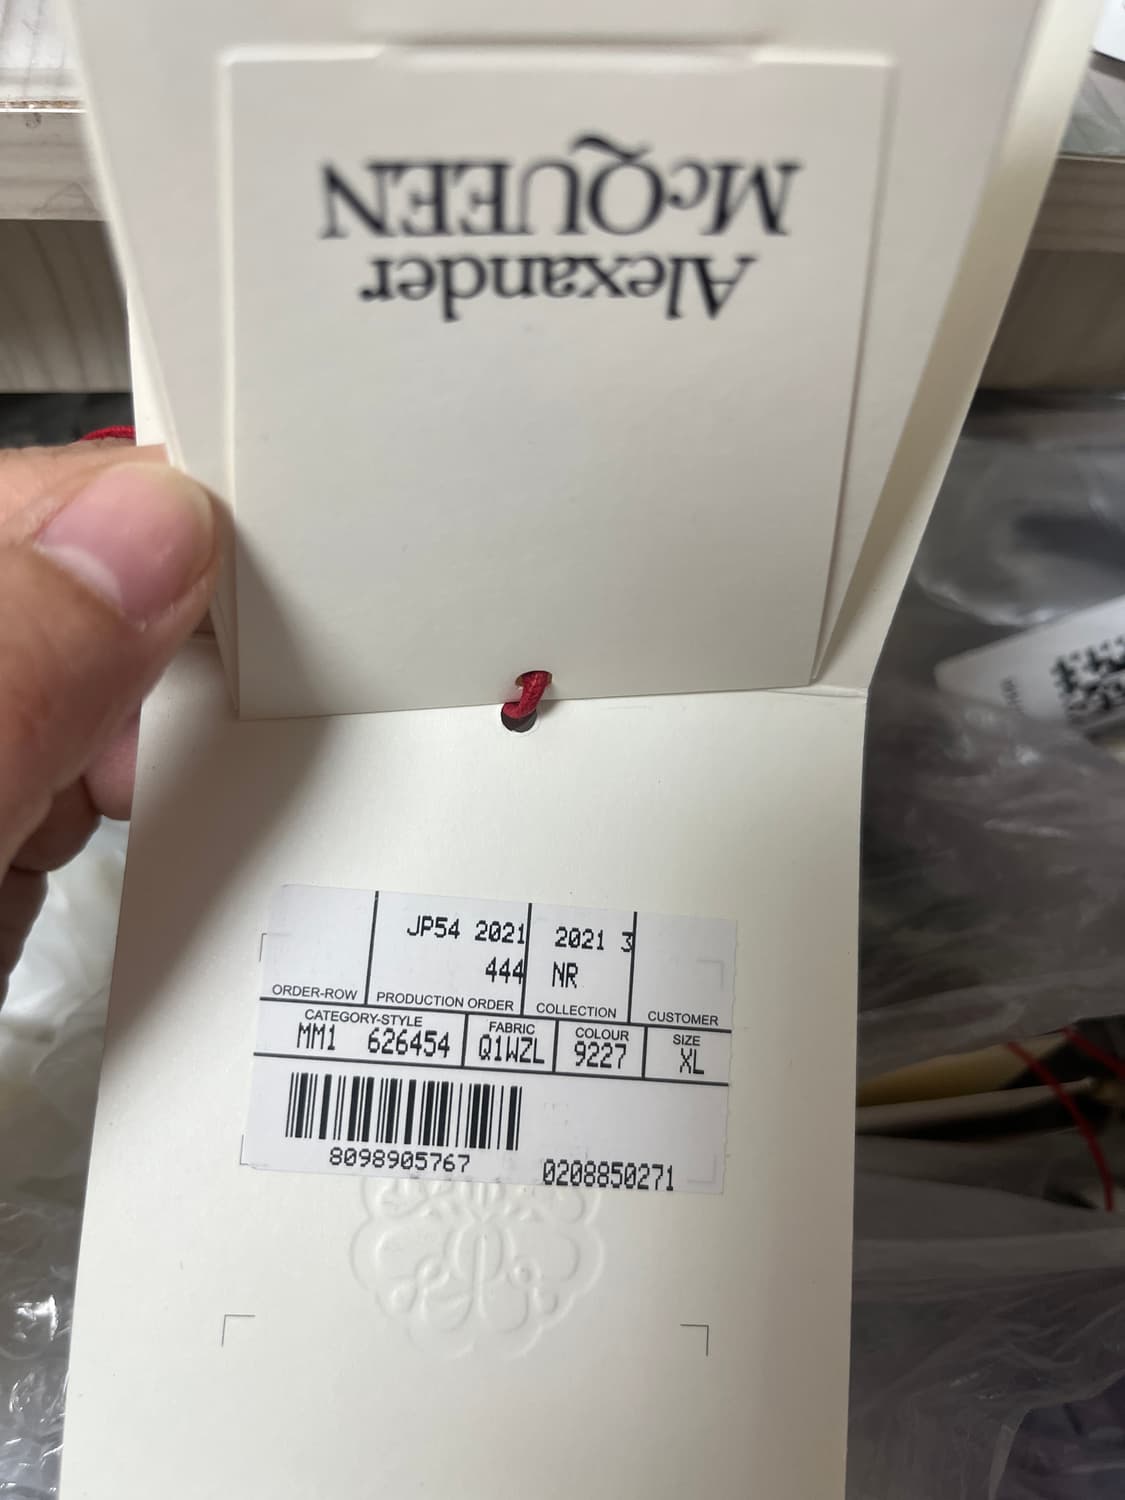 Alexander
McQUEEN
JP54 2021
444
2021 3
NR
ORDER-ROW
PRODUCTION ORDER
COLLECTION
CUSTOMER
CATEGORY-STYLE
MM1 626454
FABRIC
Q1WZL
COLOUR
9227
SIZE
XL
8098905767
0208850271